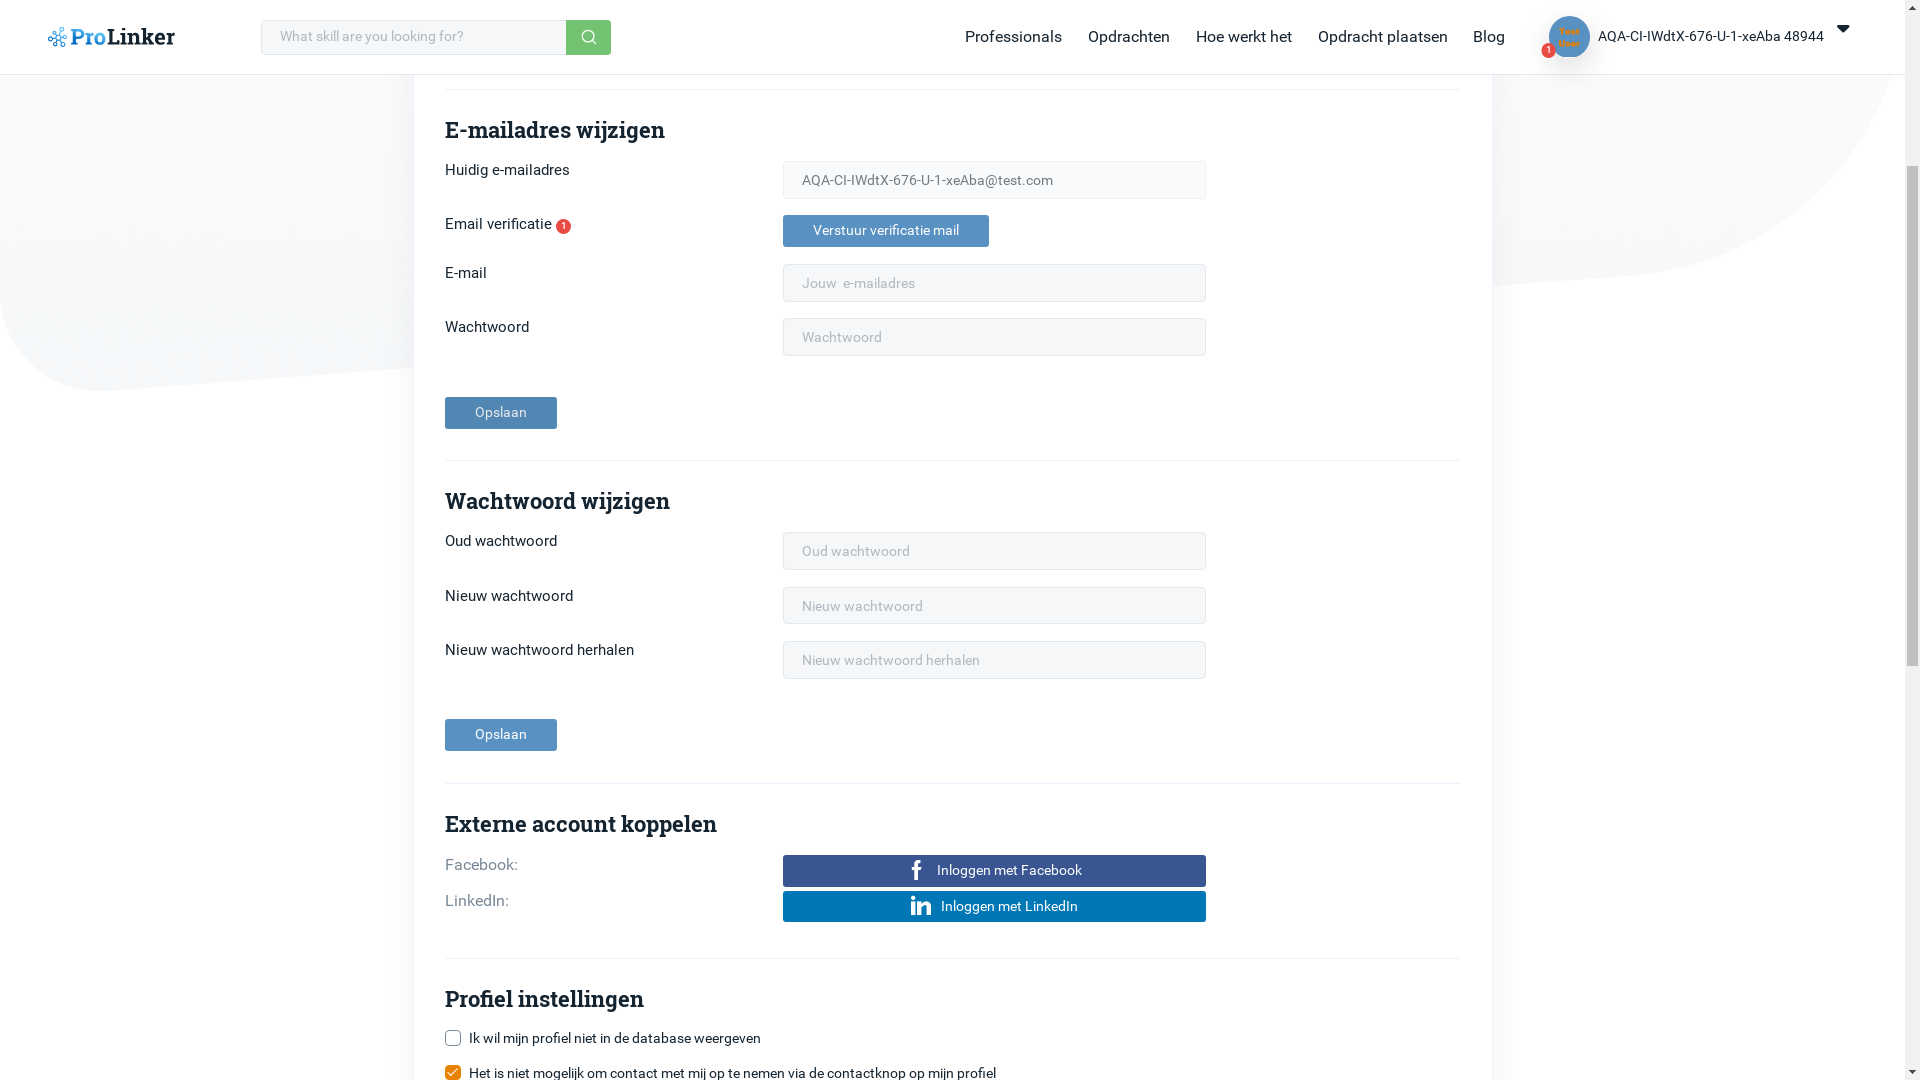 ProLinker
What skill are you looking for?
Professionals
Opdrachten
Hoe werkt het
Opdracht plaatsen
Blog
Test
User
1
AQA-CI-IWdtX-676-U-1-xeAba 48944
E-mailadres wijzigen
Huidig e-mailadres
AQA-CI-IWdtX-676-U-1-xeAba@test.com
Email verificatie 1
Verstuur verificatie mail
E-mail
Jouw e-mailadres
Wachtwoord
Wachtwoord
Opslaan
Wachtwoord wijzigen
Oud wachtwoord
Oud wachtwoord
Nieuw wachtwoord
Nieuw wachtwoord
Nieuw wachtwoord herhalen
Nieuw wachtwoord herhalen
Opslaan
Externe account koppelen
Facebook:
Inloggen met Facebook
LinkedIn:
Inloggen met LinkedIn
Profiel instellingen
Ik wil mijn profiel niet in de database weergeven
Het is niet mogelijk om contact met mij op te nemen via de contactknop op mijn profiel